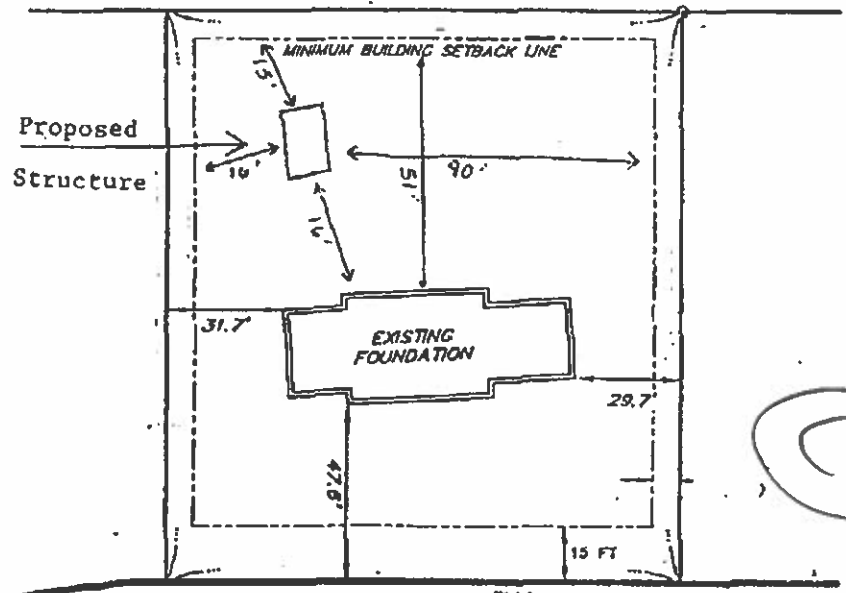 MINIMUM BUILDING SETBACK LINE
15'
Proposed
Structure
16'
51'
90'
16'
31.7'
EXISTING
FOUNDATION
29.7
47.6'
15 FT